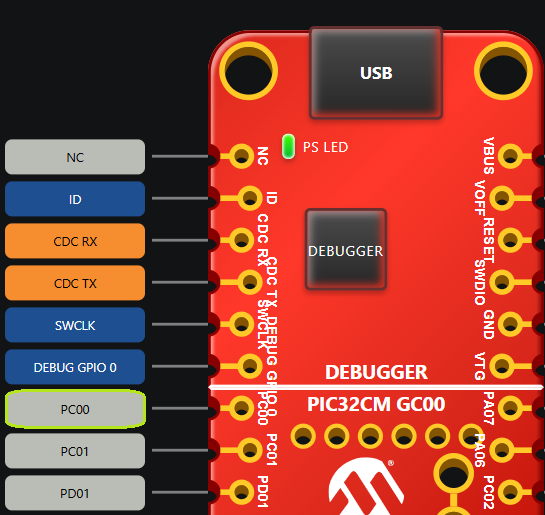 USB
NC
NC
PS LED
VBUS
ID
ID
VOFF
CDC RX
CDC RX
DEBUGGER
RESET
CDC TX
CDC TX
SWDIO
SWCLK
SWCLK
GND
DEBUG GPIO 0
DEBUG GPIO 0
DEBUGGER
VTG
PC00
PC00
PIC32CM GC00
PA07
PC01
PC01
PA06
PD01
PD01
®
PC02